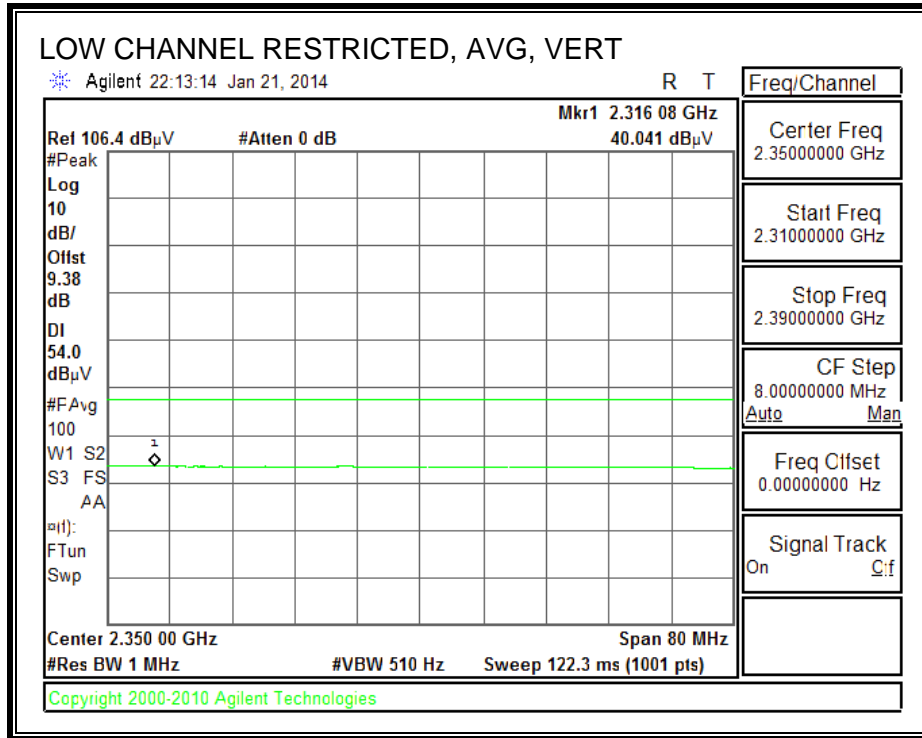 LOW CHANNEL RESTRICTED, AVG, VERT
Agilent 22:13:14 Jan 21, 2014 R T
Freq/Channel
Mkr1 2.316 08 GHz
Ref 106.4 dBµV #Atten 0 dB 40.041 dBµV
#Peak
Log
10
dB/
Offst
9.38
dB
DI
54.0
dBµV
#FAvg
100
W1 S2
S3 FS
AA
¤(f):
FTun
Swp
1
Center 2.350 00 GHz Span 80 MHz
#Res BW 1 MHz #VBW 510 Hz Sweep 122.3 ms (1001 pts)
Center Freq
2.35000000 GHz
Start Freq
2.31000000 GHz
Stop Freq
2.39000000 GHz
CF Step
8.00000000 MHz
Auto Man
Freq Offset
0.00000000 Hz
Signal Track
On Off
Copyright 2000-2010 Agilent Technologies